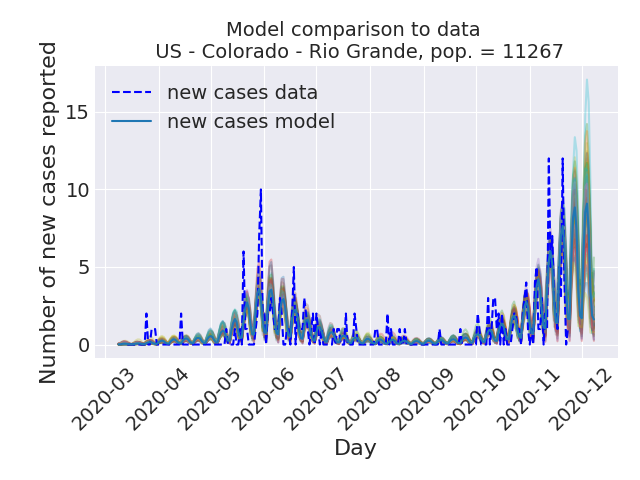 Model comparison to data
US - Colorado - Rio Grande, pop. = 11267
new cases data
new cases model
Number of new cases reported
15
10
5
0
2020-03
2020-04
2020-05
2020-06
2020-07
2020-08
2020-09
2020-10
2020-11
2020-12
Day